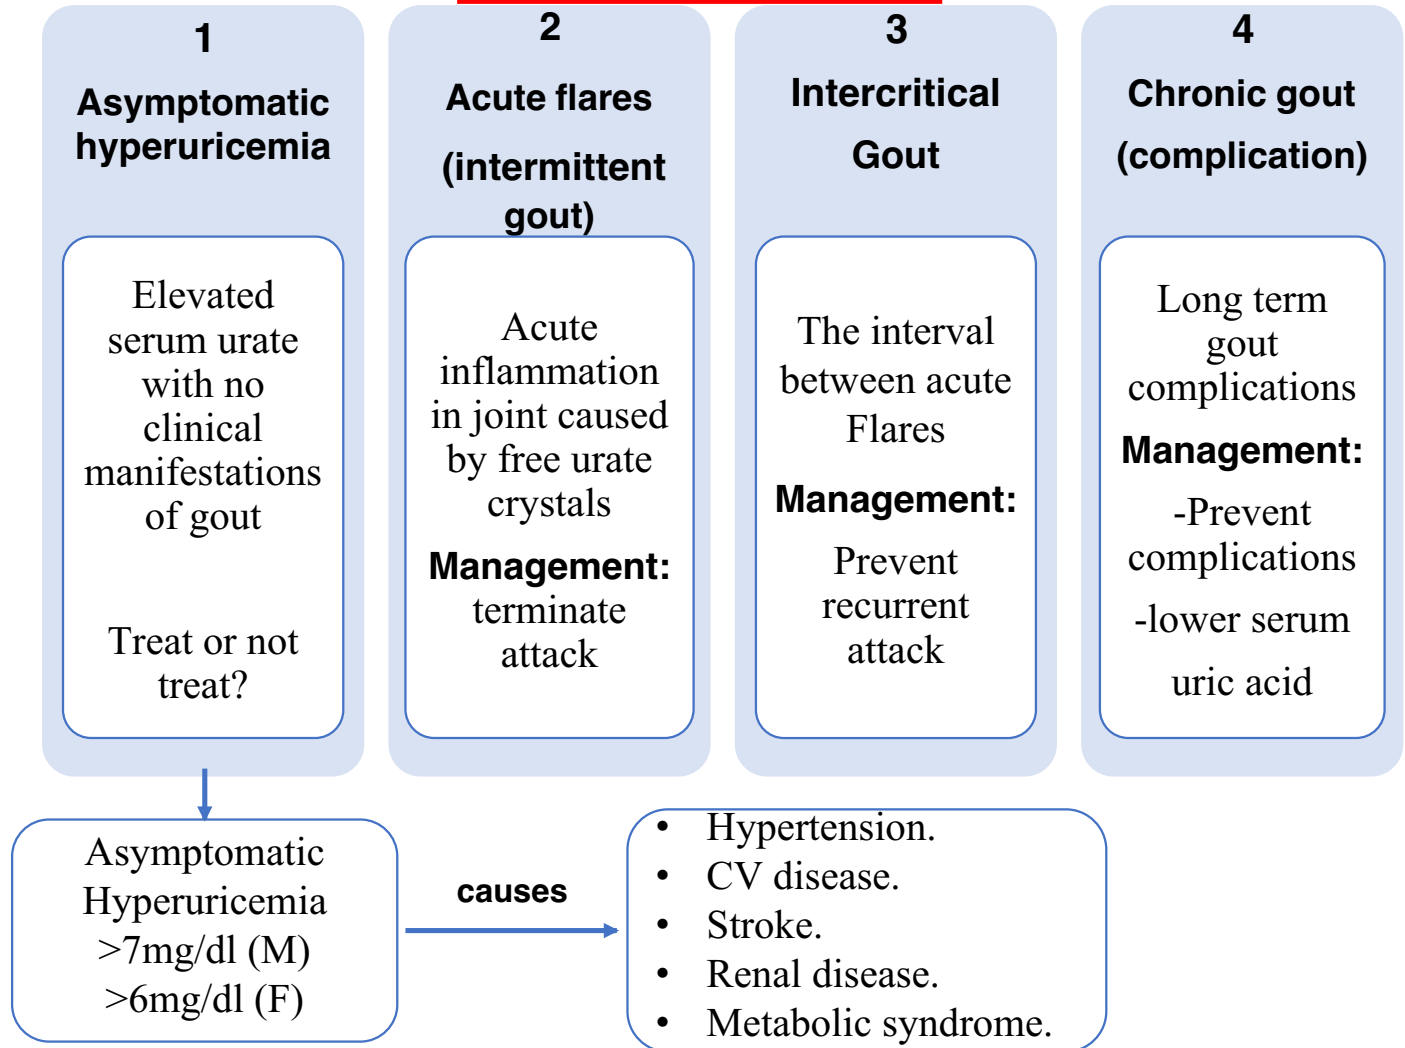 1
Asymptomatic
hyperuricemia
Elevated
serum urate
with no
clinical
manifestations
of gout
Treat or not
treat?
2
Acute flares
(intermittent
gout)
Acute
inflammation
in joint caused
by free urate
crystals
Management:
terminate
attack
3
Intercritical
Gout
The interval
between acute
Flares
Management:
Prevent
recurrent
attack
4
Chronic gout
(complication)
Long term
gout
complications
Management:
-Prevent
complications
-lower serum
uric acid
Asymptomatic
Hyperuricemia
>7mg/dl (M)
>6mg/dl (F)
causes
• Hypertension.
• CV disease.
• Stroke.
• Renal disease.
• Metabolic syndrome.